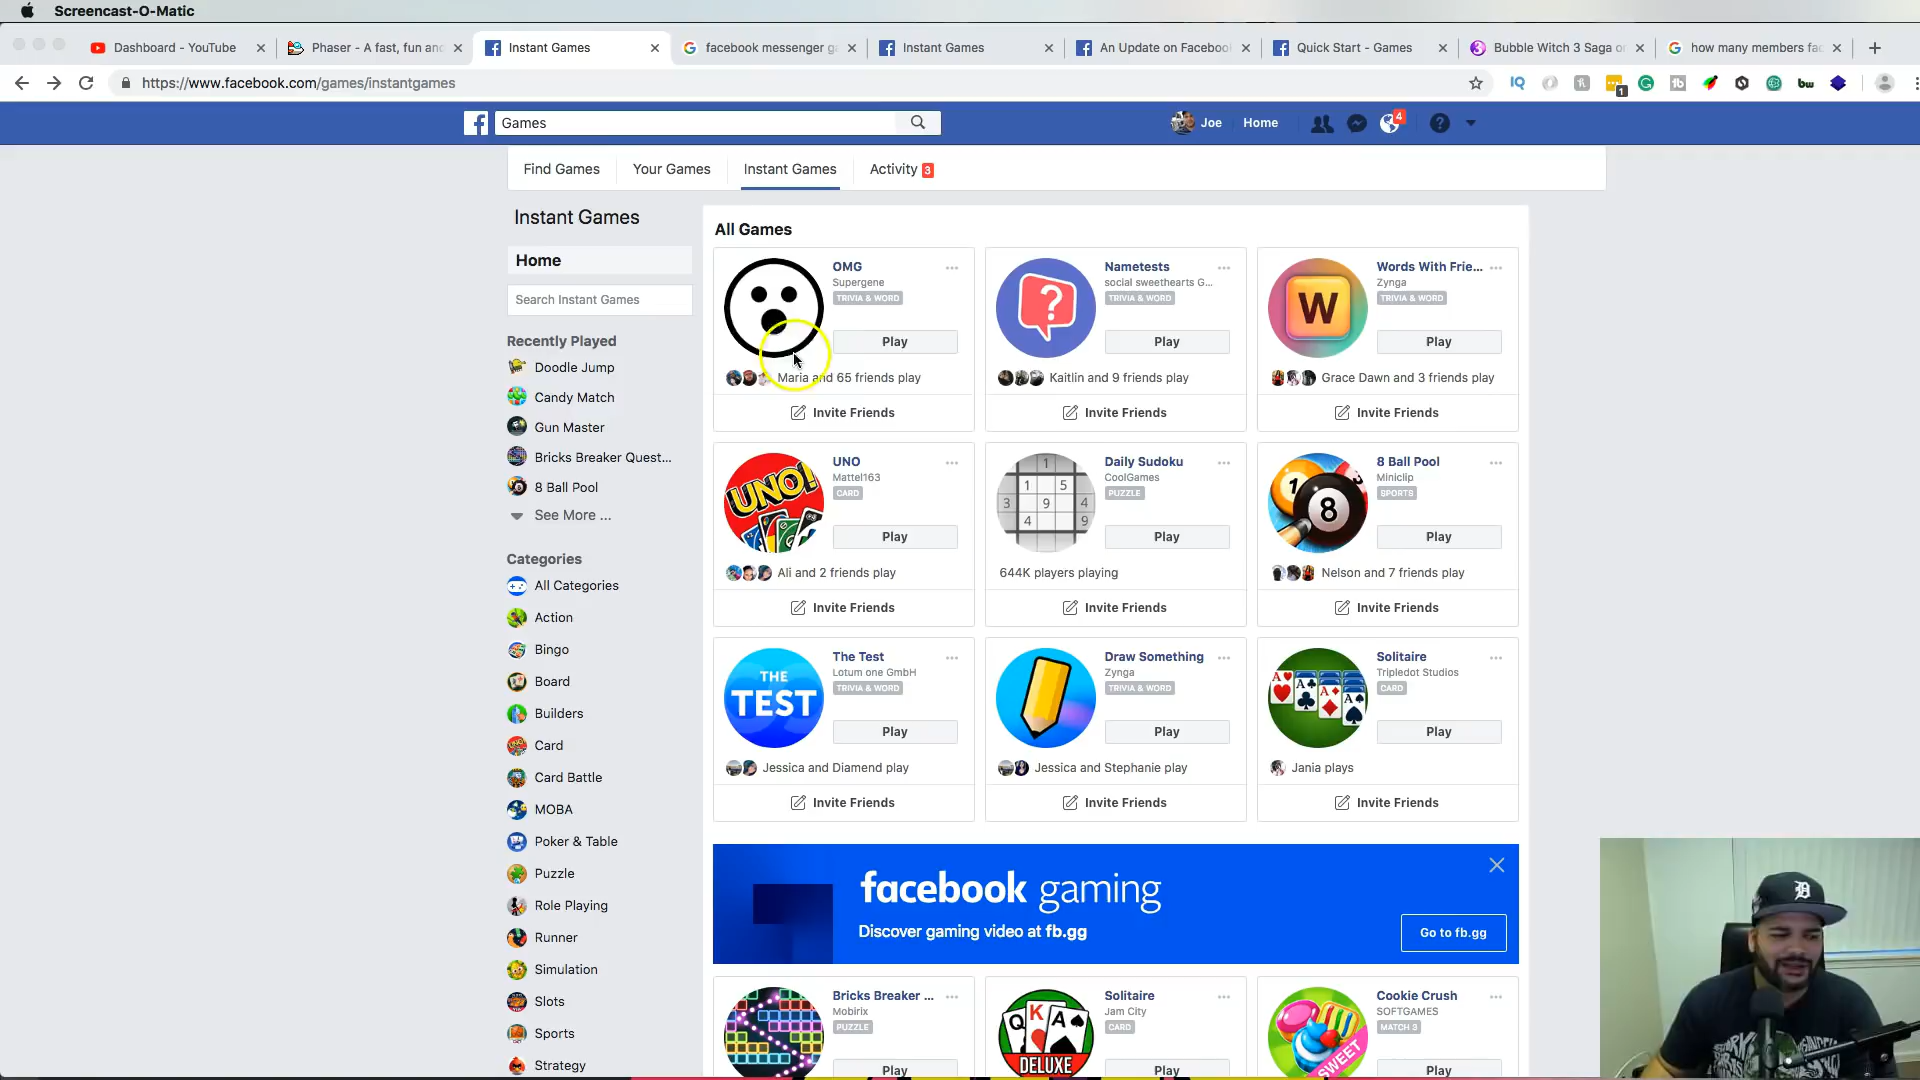 Screencast-O-Matic
Dashboard - YouTube
Phaser - A fast, fun and
Instant Games
facebook messenger ga
Instant Games
An Update on Facebook
Quick Start - Games
Bubble Witch 3 Saga on
how many members fac
https://www.facebook.com/games/instantgames
Games
Joe
Home
4
Find Games
Your Games
Instant Games
Activity 3
Instant Games
Home
Search Instant Games
Recently Played
Doodle Jump
Candy Match
Gun Master
Bricks Breaker Quest...
8 Ball Pool
See More ...
Categories
All Categories
Action
Bingo
Board
Builders
Card
Card Battle
MOBA
Poker & Table
Puzzle
Role Playing
Runner
Simulation
Slots
Sports
Strategy
All Games
OMG
Supergene
TRIVIA & WORD
Play
Maria and 65 friends play
Invite Friends
Nametests
social sweethearts G...
TRIVIA & WORD
Play
Kaitlin and 9 friends play
Invite Friends
W
Words With Frie...
Zynga
TRIVIA & WORD
Play
Grace Dawn and 3 friends play
Invite Friends
UNO!
UNO
Mattel163
CARD
Play
Ali and 2 friends play
Invite Friends
Daily Sudoku
CoolGames
PUZZLE
Play
644K players playing
Invite Friends
8 Ball Pool
Miniclip
SPORTS
Play
Nelson and 7 friends play
Invite Friends
THE
TEST
The Test
Lotum one GmbH
TRIVIA & WORD
Play
Jessica and Diamend play
Invite Friends
Draw Something
Zynga
TRIVIA & WORD
Play
Jessica and Stephanie play
Invite Friends
Solitaire
Tripledot Studios
CARD
Play
Jania plays
Invite Friends
facebook gaming
Discover gaming video at fb.gg
Go to fb.gg
Bricks Breaker ...
Mobirix
PUZZLE
Play
Q K A
DELUXE
Solitaire
Jam City
CARD
Play
SWEET
Cookie Crush
SOFTGAMES
MATCH 3
Play